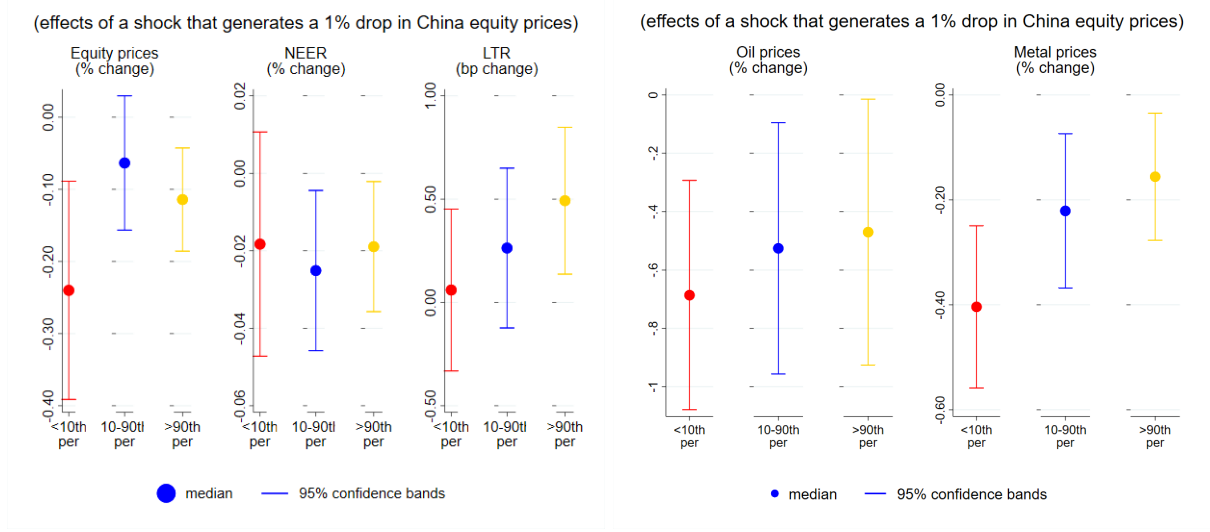 (effects of a shock that generates a 1% drop in China equity prices)
Equity prices
(% change)
NEER
(% change)
LTR
(bp change)
0.00
-0.10
-0.20
-0.30
-0.40
<10th
per
10-90tl
per
>90th
per
0.02
0.00
-0.02
-0.04
-0.06
<10th
per
10-90tl
per
>90th
per
1.00
0.50
0.00
-0.50
<10th
per
10-90tl
per
>90th
per
median
95% confidence bands
(effects of a shock that generates a 1% drop in China equity prices)
Oil prices
(% change)
Metal prices
(% change)
0
-.2
-.4
-.6
-.8
-1
<10th
per
10-90th
per
>90th
per
0.00
-0.20
-0.40
-0.60
<10th
per
10-90th
per
>90th
per
median
95% confidence bands